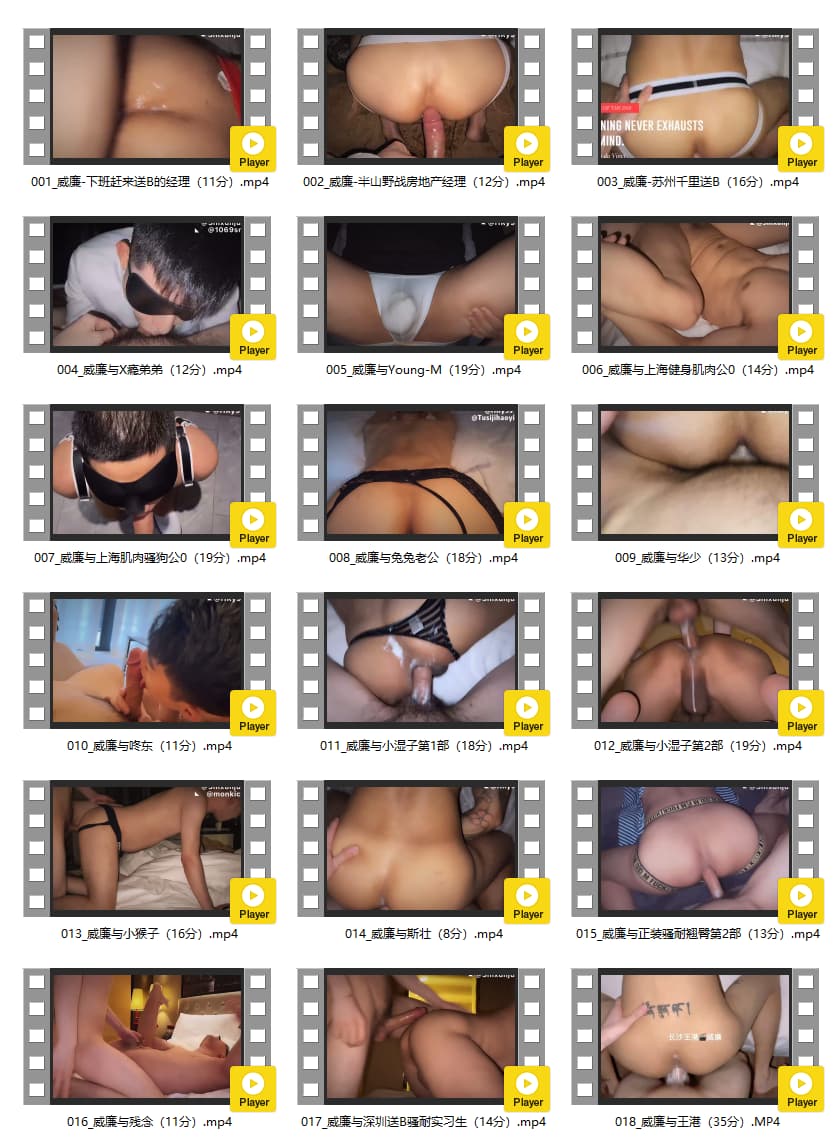 Player Player Player
001_威廉-下班赶来送B的经理（11分）.mp4 002_威廉-半山野战房地产经理（12分）.mp4 003_威廉-苏州千里送B（16分）.mp4
NING NEVER EXHAUSTS
MIND.
@1069sr
Player Player Player
004_威廉与X瘾弟弟（12分）.mp4 005_威廉与Young-M（19分）.mp4 006_威廉与上海健身肌肉公0（14分）.mp4
@Tusijihaoyi
Player Player Player
007_威廉与上海肌肉骚狗公0（19分）.mp4 008_威廉与兔兔老公（18分）.mp4 009_威廉与华少（13分）.mp4
Player Player Player
010_威廉与咚东（11分）.mp4 011_威廉与小湿子第1部（18分）.mp4 012_威廉与小湿子第2部（19分）.mp4
@monkic
Player Player Player
013_威廉与小猴子（16分）.mp4 014_威廉与斯壮（8分）.mp4 015_威廉与正装骚耐翘臀第2部（13分）.mp4
Player Player Player
016_威廉与残念（11分）.mp4 017_威廉与深圳送B骚耐实习生（14分）.mp4 018_威廉与王港（35分）.MP4